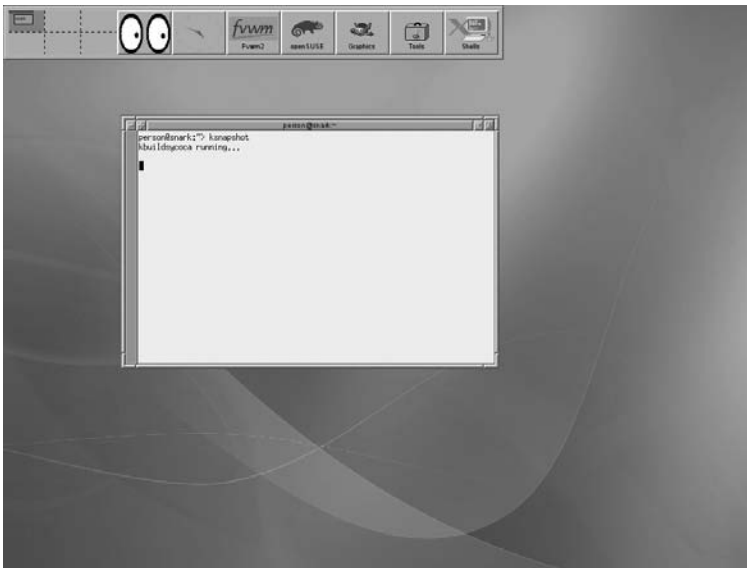 fvwm
Fvwm2
openSUSE
Graphics
Tools
Shells
person@snark:~
person@snark:~> ksnapshot
kbuildsycoca running...